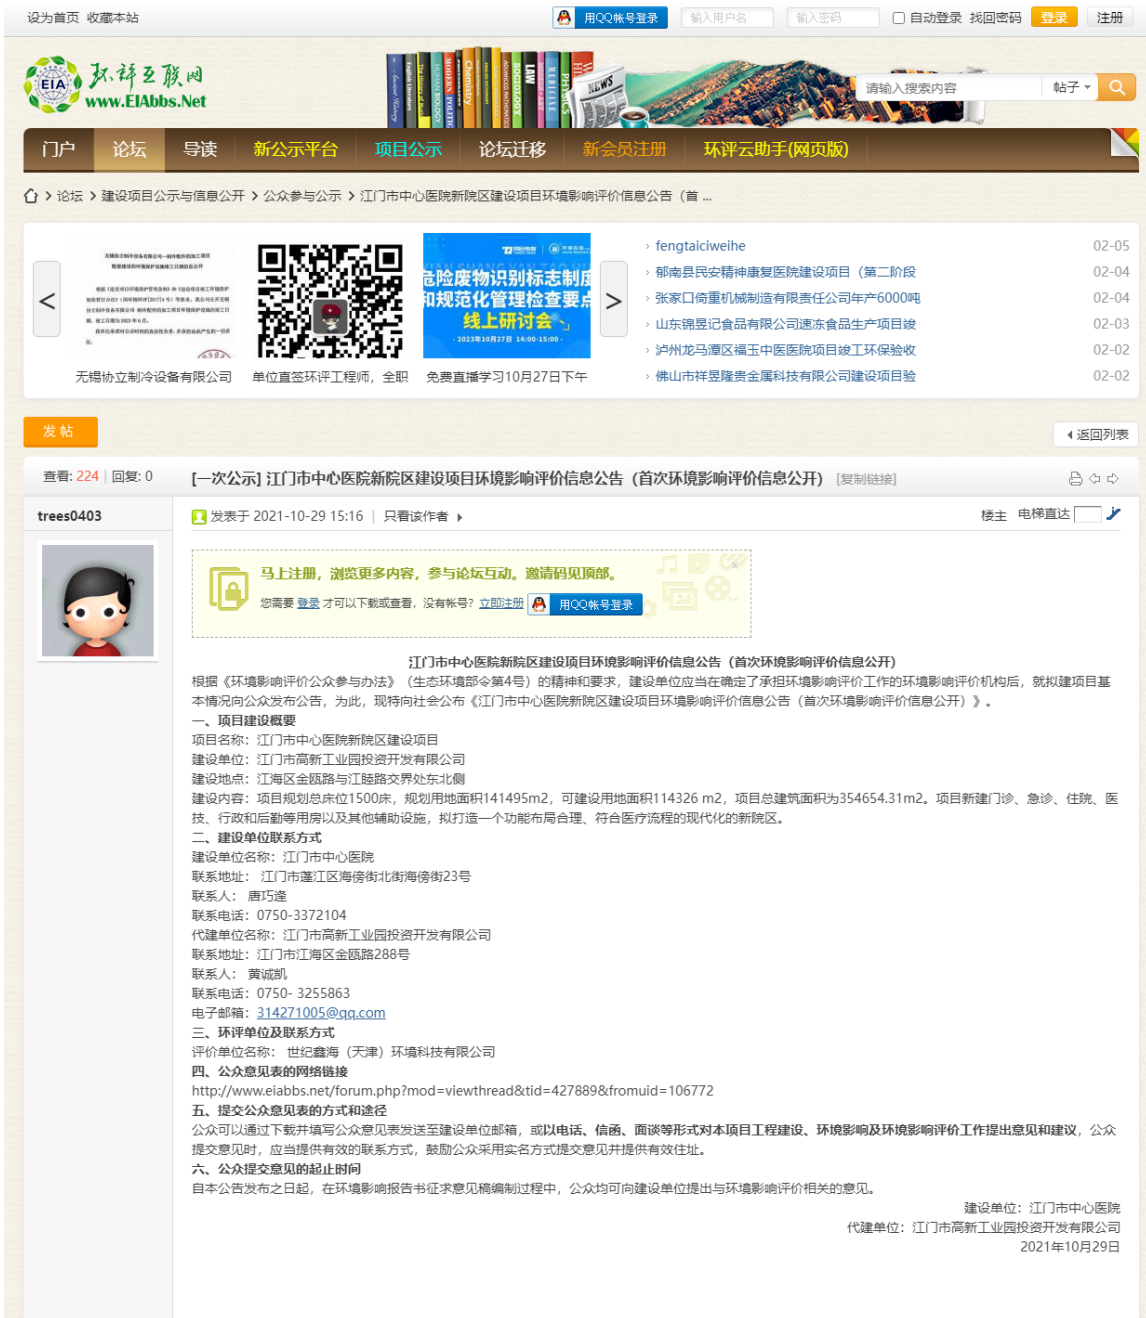 设为首页 收藏本站
用QQ帐号登录 输入用户名 输入密码 自动登录 找回密码 登录 注册
EIA 环评互联网
www.EIAbbs.Net
NEWS
请输入搜索内容 帖子
门户 论坛 导读 新公示平台 项目公示 论坛迁移 新会员注册 环评云助手(网页版)
论坛 > 建设项目公示与信息公开 > 公众参与公示 > 江门市中心医院新院区建设项目环境影响评价信息公告（首 ...
危险废物识别标志制度
和规范化管理检查要点
线上研讨会
2023年10月27日 14:00-15:00
无锡协立制冷设备有限公司 单位直签环评工程师，全职 免费直播学习10月27日下午
fengtaiciweihe 02-05
郁南县民安精神康复医院建设项目（第二阶段 02-04
张家口倚重机械制造有限责任公司年产6000吨 02-04
山东锦昱记食品有限公司速冻食品生产项目竣 02-03
泸州龙马潭区福玉中医医院项目竣工环保验收 02-02
佛山市祥昱隆贵金属科技有限公司建设项目验 02-02
发帖 返回列表
查看: 224 | 回复: 0 [一次公示] 江门市中心医院新院区建设项目环境影响评价信息公告（首次环境影响评价信息公开） [复制链接]
trees0403 发表于 2021-10-29 15:16 | 只看该作者 楼主 电梯直达
马上注册，浏览更多内容，参与论坛互动。邀请码见顶部。
您需要 登录 才可以下载或查看，没有帐号？立即注册 用QQ帐号登录
江门市中心医院新院区建设项目环境影响评价信息公告（首次环境影响评价信息公开）
根据《环境影响评价公众参与办法》（生态环境部令第4号）的精神和要求，建设单位应当在确定了承担环境影响评价工作的环境影响评价机构后，就拟建项目基
本情况向公众发布公告，为此，现特向社会公布《江门市中心医院新院区建设项目环境影响评价信息公告（首次环境影响评价信息公开）》。
一、项目建设概要
项目名称：江门市中心医院新院区建设项目
建设单位：江门市高新工业园投资开发有限公司
建设地点：江海区金瓯路与江睦路交界处东北侧
建设内容：项目规划总床位1500床，规划用地面积141495m2，可建设用地面积114326 m2，项目总建筑面积为354654.31m2。项目新建门诊、急诊、住院、医
技、行政和后勤等用房以及其他辅助设施，拟打造一个功能布局合理、符合医疗流程的现代化的新院区。
二、建设单位联系方式
建设单位名称：江门市中心医院
联系地址： 江门市蓬江区海傍街北街海傍街23号
联系人： 唐巧逢
联系电话：0750-3372104
代建单位名称：江门市高新工业园投资开发有限公司
联系地址：江门市江海区金瓯路288号
联系人： 黄诚凯
联系电话：0750- 3255863
电子邮箱：314271005@qq.com
三、环评单位及联系方式
评价单位名称： 世纪鑫海（天津）环境科技有限公司
四、公众意见表的网络链接
http://www.eiabbs.net/forum.php?mod=viewthread&tid=427889&fromuid=106772
五、提交公众意见表的方式和途径
公众可以通过下载并填写公众意见表发送至建设单位邮箱，或以电话、信函、面谈等形式对本项目工程建设、环境影响及环境影响评价工作提出意见和建议，公众
提交意见时，应当提供有效的联系方式，鼓励公众采用实名方式提交意见并提供有效住址。
六、公众提交意见的起止时间
自本公告发布之日起，在环境影响报告书征求意见稿编制过程中，公众均可向建设单位提出与环境影响评价相关的意见。
建设单位：江门市中心医院
代建单位：江门市高新工业园投资开发有限公司
2021年10月29日